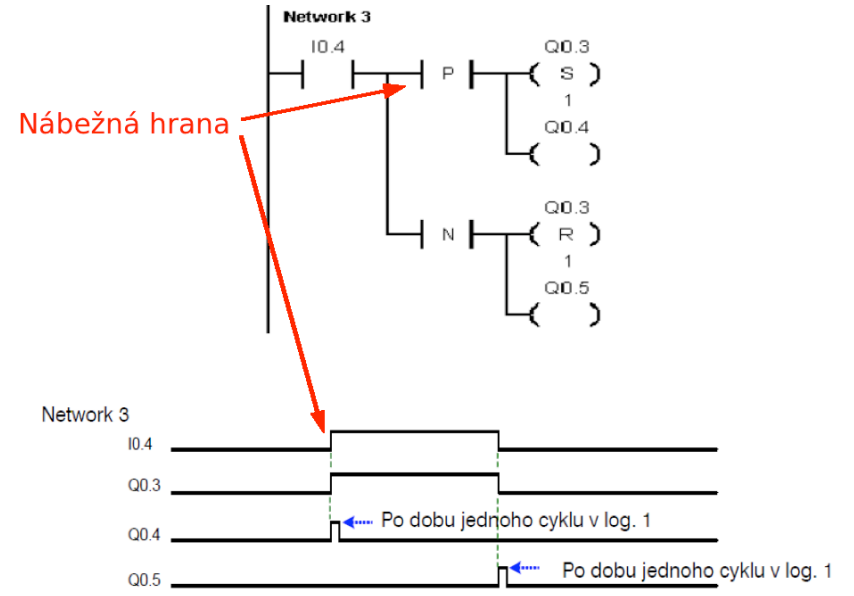 Network 3
I0.4
P
Q0.3
S
1
Q0.4
Nábežná hrana
N
Q0.3
R
1
Q0.5
Network 3
I0.4
Q0.3
Q0.4
Po dobu jednoho cyklu v log. 1
Q0.5
Po dobu jednoho cyklu v log. 1